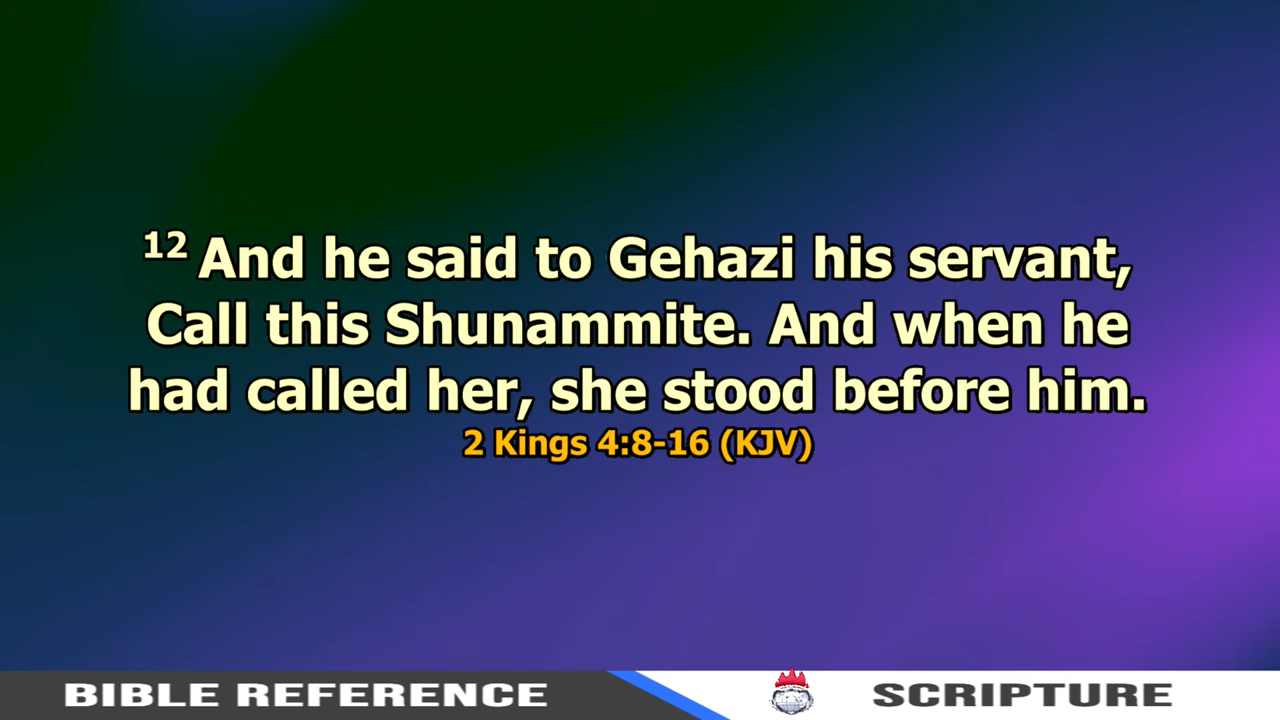 12 And he said to Gehazi his servant,
Call this Shunammite. And when he
had called her, she stood before him.
2 Kings 4:8-16 (KJV)
BIBLE REFERENCE
SCRIPTURE